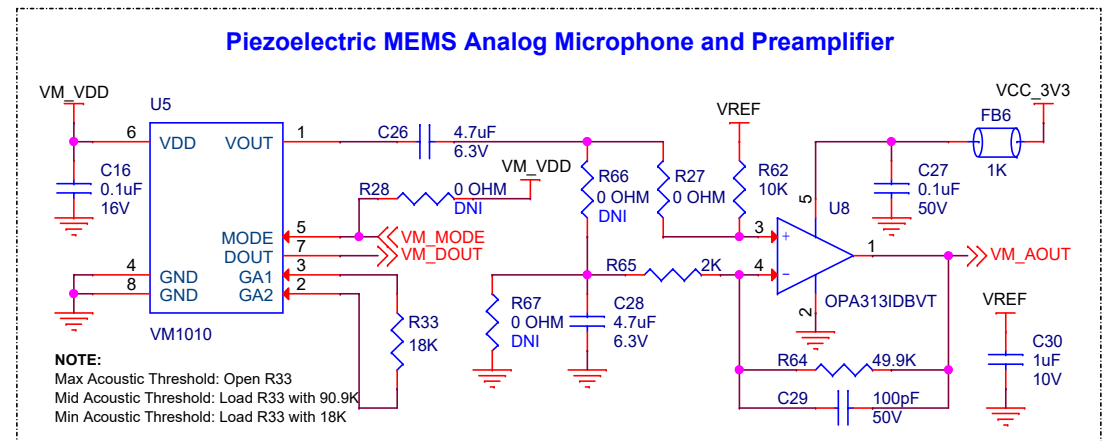 Piezoelectric MEMS Analog Microphone and Preamplifier
VM_VDD
U5
6
VDD
VOUT
1
C16
0.1uF
16V
C26
4.7uF
6.3V
R28
0 OHM
DNI
VM_VDD
MODE
5
VM_MODE
DOUT
7
VM_DOUT
GA1
3
GA2
2
4
GND
8
GND
VM1010
R33
18K
R66
0 OHM
DNI
R27
0 OHM
VREF
R62
10K
R65
2K
R67
0 OHM
DNI
C28
4.7uF
6.3V
3
+
4
-
5
U8
1
2
OPA313IDBVT
VM_AOUT
C27
0.1uF
50V
FB6
1K
VCC_3V3
R64
49.9K
C29
100pF
50V
VREF
C30
1uF
10V
NOTE:
Max Acoustic Threshold: Open R33
Mid Acoustic Threshold: Load R33 with 90.9K
Min Acoustic Threshold: Load R33 with 18K